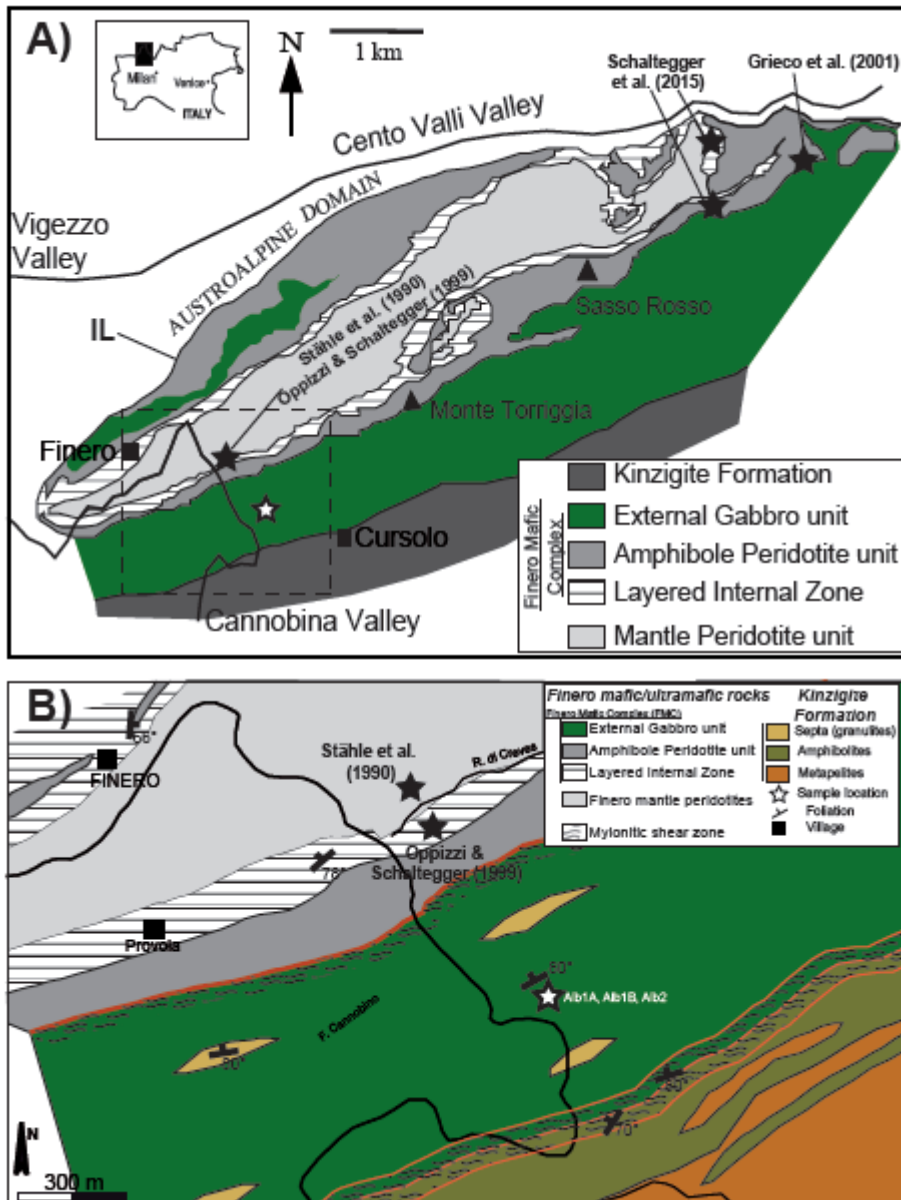 A)
Milan
Venice
ITALY
N
1 km
Schaltegger
et al. (2015)
Grieco et al. (2001)
Cento Valli Valley
Vigezzo
Valley
AUSTROALPINE DOMAIN
IL
Stähle et al. (1990)
Oppizzi & Schaltegger (1999)
Sasso Rosso
Monte Torriggia
Finero
Cursolo
Cannobina Valley
Finero Mafic
Complex
Kinzigite Formation
External Gabbro unit
Amphibole Peridotite unit
Layered Internal Zone
Mantle Peridotite unit
B)
Finero mafic/ultramafic rocks
Finero Mafic Complex (FMC)
External Gabbro unit
Amphibole Peridotite unit
Layered Internal Zone
Finero mantle peridotites
Mylonitic shear zone
Kinzigite
Formation
Septa (granulites)
Amphibolites
Metapelites
Sample location
Foliation
Village
FINERO
Stähle et al.
(1990)
R. di Creves
Oppizzi &
Schaltegger (1999)
78°
Provola
80°
Alb1A, Alb1B, Alb2
F. Cannobino
70°
N
300 m